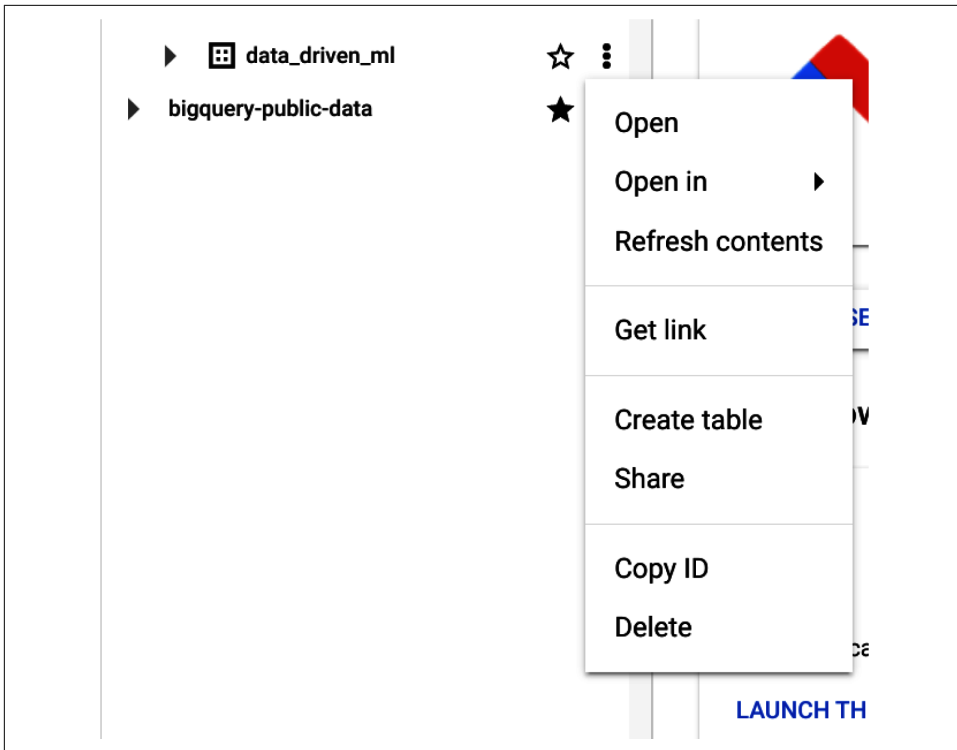 data_driven_ml
bigquery-public-data
Open
Open in
Refresh contents
Get link
Create table
Share
Copy ID
Delete
LAUNCH TH